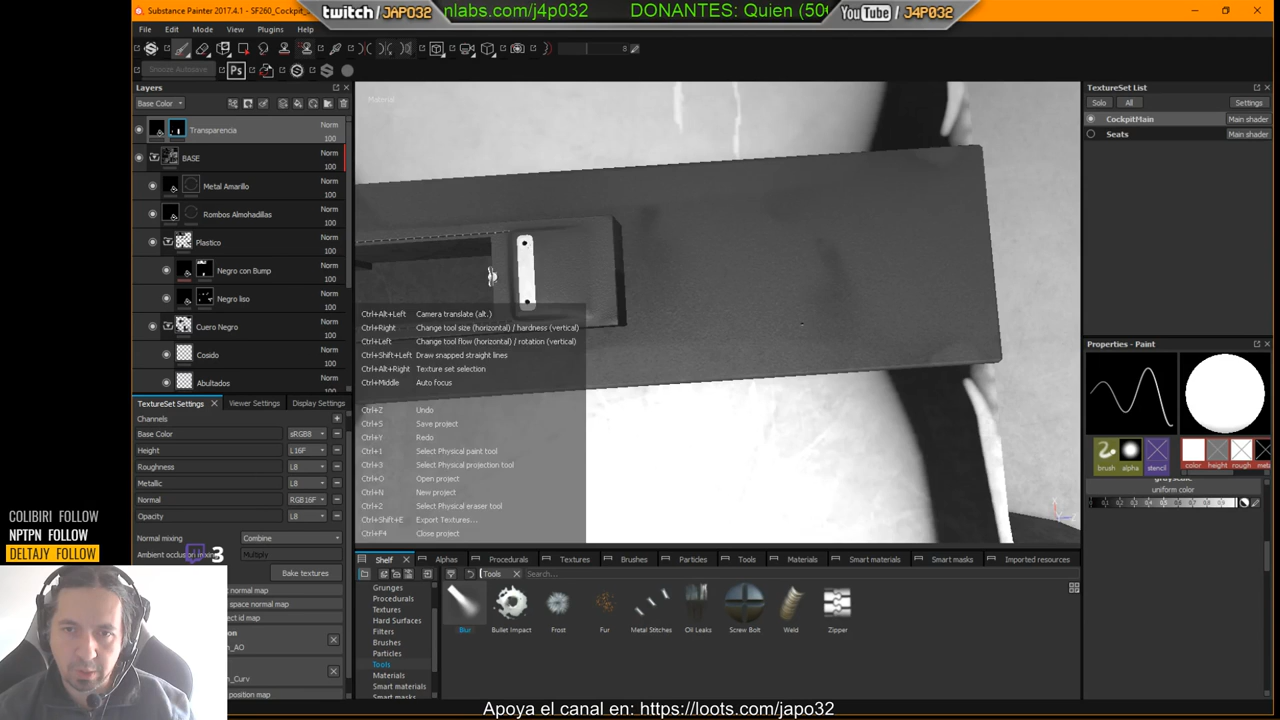 Substance Painter 2017.4.1 - SF260_Cockpit_
twitch / JAPO32
nlabs.com/j4p032
DONANTES: Quien (50€
YouTube / J4P032
File Edit Mode View Plugins Help
8
Snooze Autosave
Ps
Layers
Base Color
Transparencia
Norm
100
BASE
Norm
100
Metal Amarillo
Norm
100
Rombos Almohadillas
Norm
100
Plastico
Norm
100
Negro con Bump
Norm
100
Negro liso
Norm
100
Cuero Negro
Norm
100
Cosido
Norm
100
Abultados
Norm
TextureSet Settings
Viewer Settings
Display Settings
Channels
Base Color sRGB8
Height L16F
Roughness L8
Metallic L8
Normal RGB16F
Opacity L8
Normal mixing Combine
Multiply
Bake textures
t normal map
space normal map
ect id map
_AO
_Curv
position map
COLIBIRI FOLLOW
NPTPN FOLLOW
DELTAJY FOLLOW
3
Material
Ctrl+Alt+Left Camera translate (alt.)
Ctrl+Right Change tool size (horizontal) / hardness (vertical)
Ctrl+Left Change tool flow (horizontal) / rotation (vertical)
Ctrl+Shift+Left Draw snapped straight lines
Ctrl+Alt+Right Texture set selection
Ctrl+Middle Auto focus
Ctrl+Z Undo
Ctrl+S Save project
Ctrl+Y Redo
Ctrl+1 Select Physical paint tool
Ctrl+3 Select Physical projection tool
Ctrl+O Open project
Ctrl+N New project
Ctrl+2 Select Physical eraser tool
Ctrl+Shift+E Export Textures...
Ctrl+F4 Close project
Shelf Alphas Procedurals Textures Brushes Particles Tools Materials Smart materials Smart masks Imported resources
Tools
Search...
Grunges
Procedurals
Textures
Hard Surfaces
Filters
Brushes
Particles
Tools
Materials
Smart materials
Smart masks
Blur
Bullet Impact
Frost
Fur
Metal Stitches
Oil Leaks
Screw Bolt
Weld
Zipper
TextureSet List
Solo All Settings
CockpitMain Main shader
Seats Main shader
Properties - Paint
brush alpha stencil
color height rough meta
grayscale
uniform color
Apoya el canal en: https://loots.com/japo32